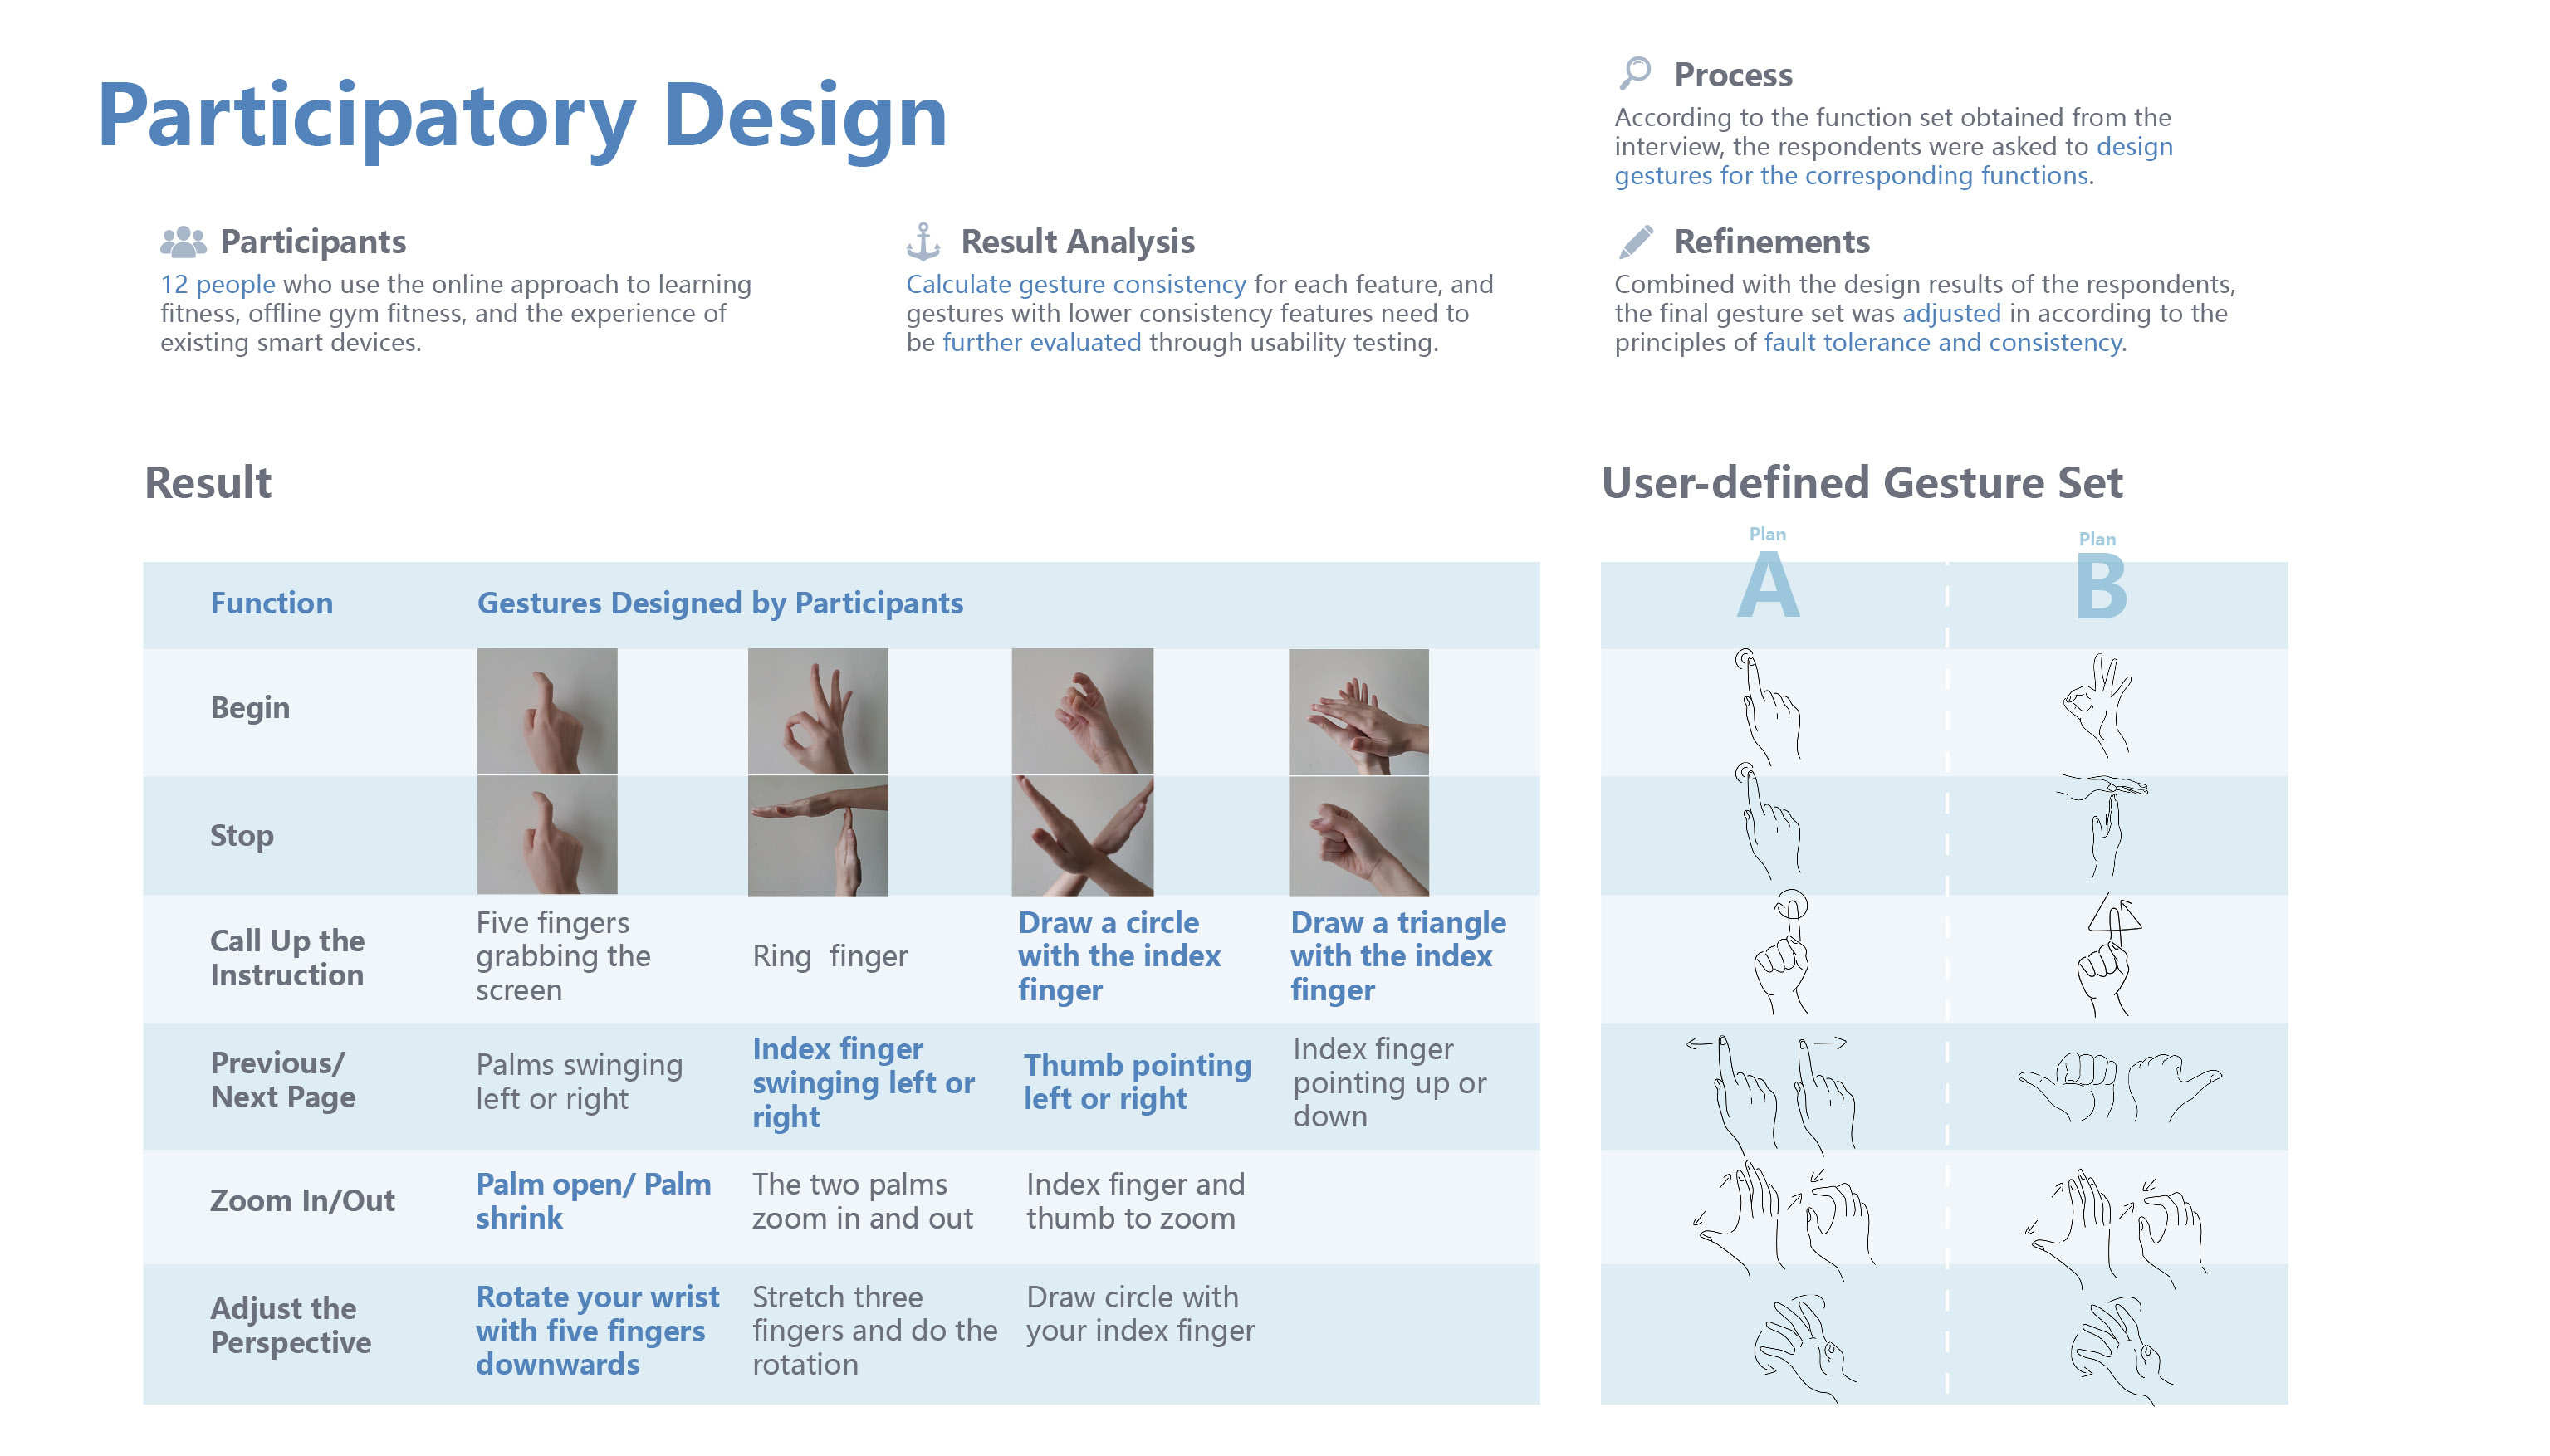 Participatory Design
Participants
12 people who use the online approach to learning
fitness, offline gym fitness, and the experience of
existing smart devices.
Result Analysis
Calculate gesture consistency for each feature, and
gestures with lower consistency features need to
be further evaluated through usability testing.
Process
According to the function set obtained from the
interview, the respondents were asked to design
gestures for the corresponding functions.
Refinements
Combined with the design results of the respondents,
the final gesture set was adjusted in according to the
principles of fault tolerance and consistency.
Result
Function
Gestures Designed by Participants
Begin
Stop
Call Up the
Instruction
Five fingers
grabbing the
screen
Ring finger
Draw a circle
with the index
finger
Draw a triangle
with the index
finger
Previous/
Next Page
Palms swinging
left or right
Index finger
swinging left or
right
Thumb pointing
left or right
Index finger
pointing up or
down
Zoom In/Out
Palm open/ Palm
shrink
The two palms
zoom in and out
Index finger and
thumb to zoom
Adjust the
Perspective
Rotate your wrist
with five fingers
downwards
Stretch three
fingers and do the
rotation
Draw circle with
your index finger
User-defined Gesture Set
Plan
A
Plan
B